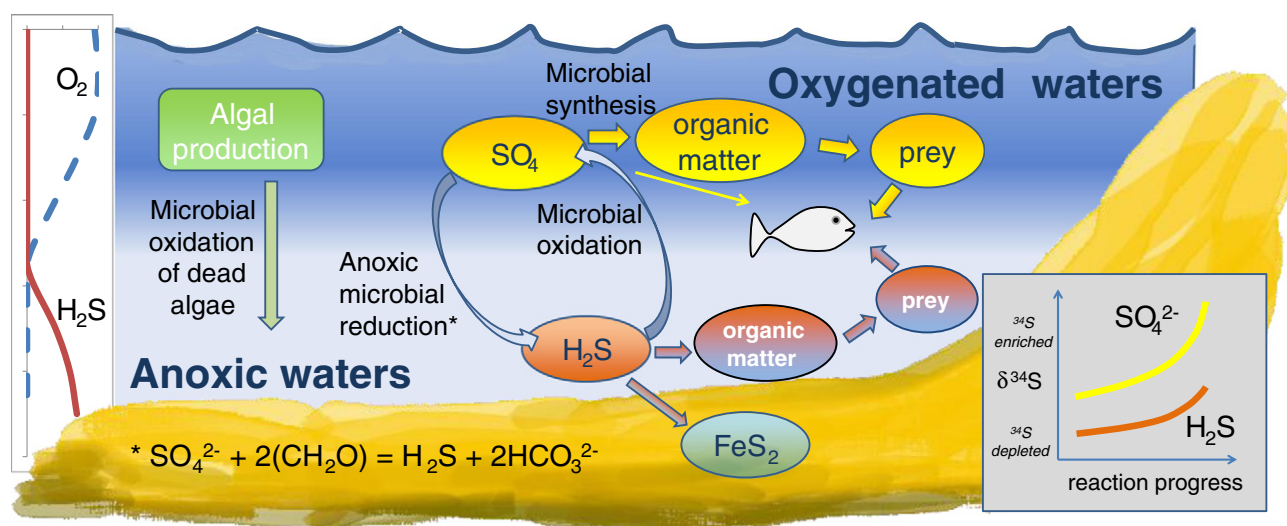 O₂
H₂S
Algal
production
Microbial
oxidation
of dead
algae
Microbial
synthesis
Oxygenated waters
SO₄
organic
matter
prey
Microbial
oxidation
Anoxic
microbial
reduction*
H₂S
organic
matter
prey
FeS₂
Anoxic waters
* SO₄²⁻ + 2(CH₂O) = H₂S + 2HCO₃²⁻
³⁴S
enriched
δ³⁴S
³⁴S
depleted
SO₄²⁻
H₂S
reaction progress